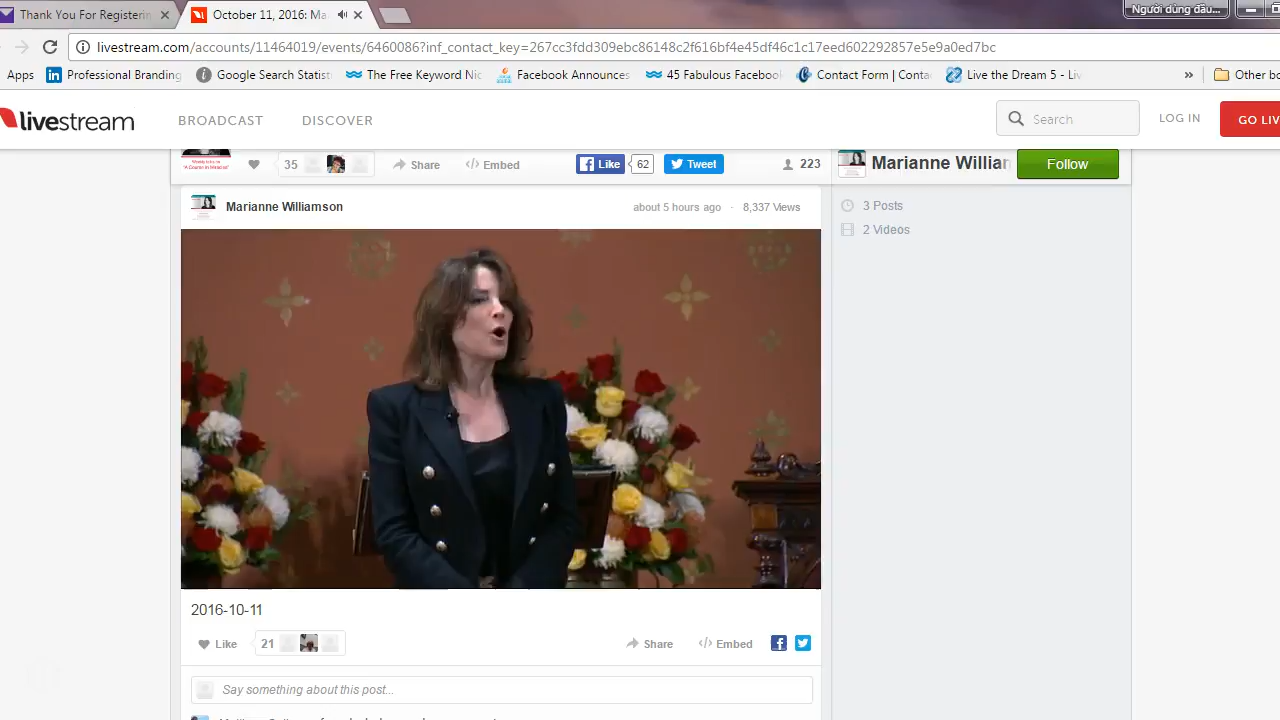 Thank You For Registerin
October 11, 2016: Ma
Người dùng đầu...
livestream.com/accounts/11464019/events/6460086?inf_contact_key=267cc3fdd309ebc86148c2f616bf4e45df46c1c17eed602292857e5e9a0ed7bc
Apps Professional Branding Google Search Statist The Free Keyword Nic Facebook Announces 45 Fabulous Facebook Contact Form | Conta Live the Dream 5 - Liv » Other bo
livestream BROADCAST DISCOVER Search LOG IN GO LIV
35 Share Embed Like 62 Tweet 223 Marianne Willian Follow
Marianne Williamson about 5 hours ago · 8,337 Views
3 Posts
2 Videos
2016-10-11
Like 21 Share Embed
Say something about this post...